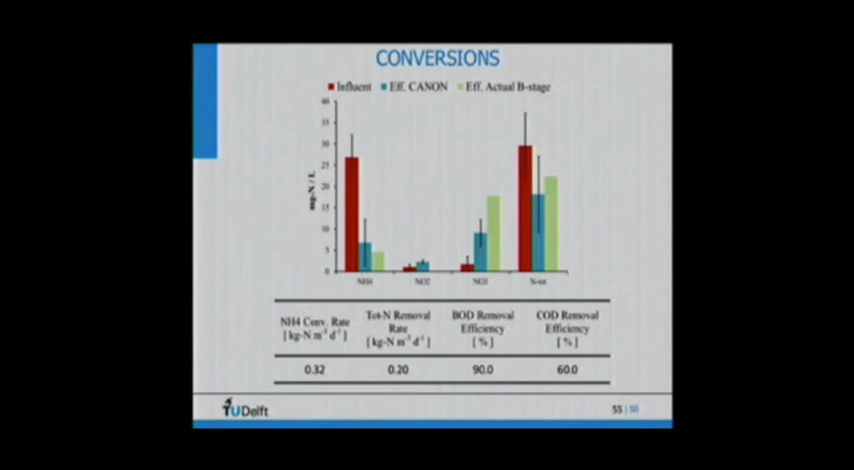 CONVERSIONS
Influent Eff. CANON Eff. Actual B-stage
40
35
30
25
20
15
10
5
0
mg-N / L
NH4 NO2 NO3 N-tot
NH4 Conv. Rate
[ kg-N m⁻³ d⁻¹ ]
Tot-N Removal
Rate
[ kg-N m⁻³ d⁻¹ ]
BOD Removal
Efficiency
[ % ]
COD Removal
Efficiency
[ % ]
0.32 0.20 90.0 60.0
TUDelft
55 | 50